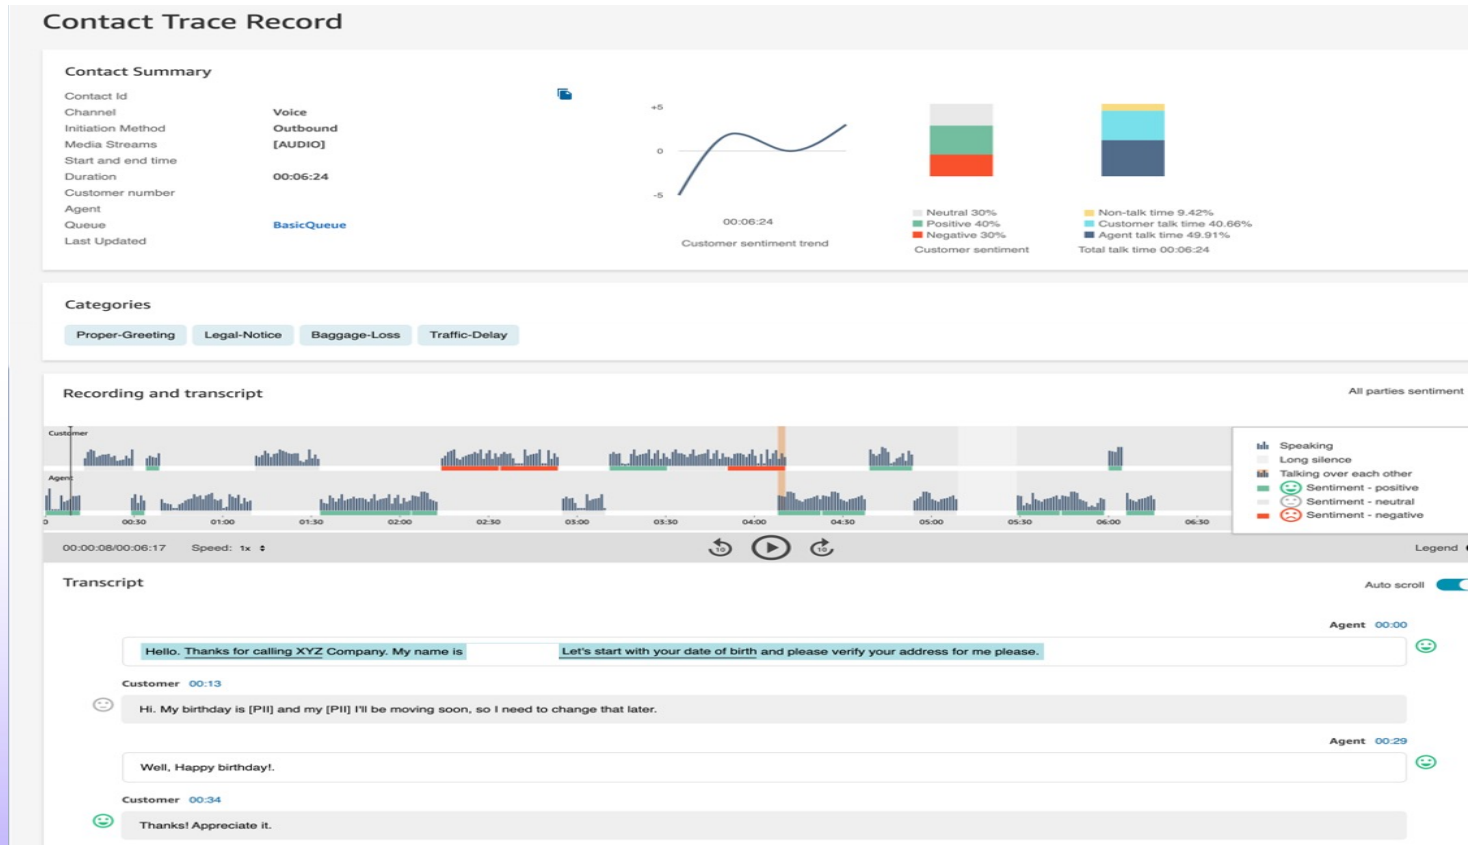 Contact Trace Record
Contact Summary
Contact Id
Channel Voice
Initiation Method Outbound
Media Streams [AUDIO]
Start and end time
Duration 00:06:24
Customer number
Agent
Queue BasicQueue
Last Updated
+5
0
-5
00:06:24
Customer sentiment trend
Neutral 30%
Positive 40%
Negative 30%
Customer sentiment
Non-talk time 9.42%
Customer talk time 40.66%
Agent talk time 49.91%
Total talk time 00:06:24
Categories
Proper-Greeting Legal-Notice Baggage-Loss Traffic-Delay
Recording and transcript
All parties sentiment
Customer
Agent
0 00:30 01:00 01:30 02:00 02:30 03:00 03:30 04:00 04:30 05:00 05:30 06:00 06:30
Speaking
Long silence
Talking over each other
Sentiment - positive
Sentiment - neutral
Sentiment - negative
00:00:08/00:06:17 Speed: 1x 10 10 Legend
Transcript
Auto scroll
Agent 00:00
Hello. Thanks for calling XYZ Company. My name is Let's start with your date of birth and please verify your address for me please.
Customer 00:13
Hi. My birthday is [PII] and my [PII] I'll be moving soon, so I need to change that later.
Agent 00:29
Well, Happy birthday!.
Customer 00:34
Thanks! Appreciate it.